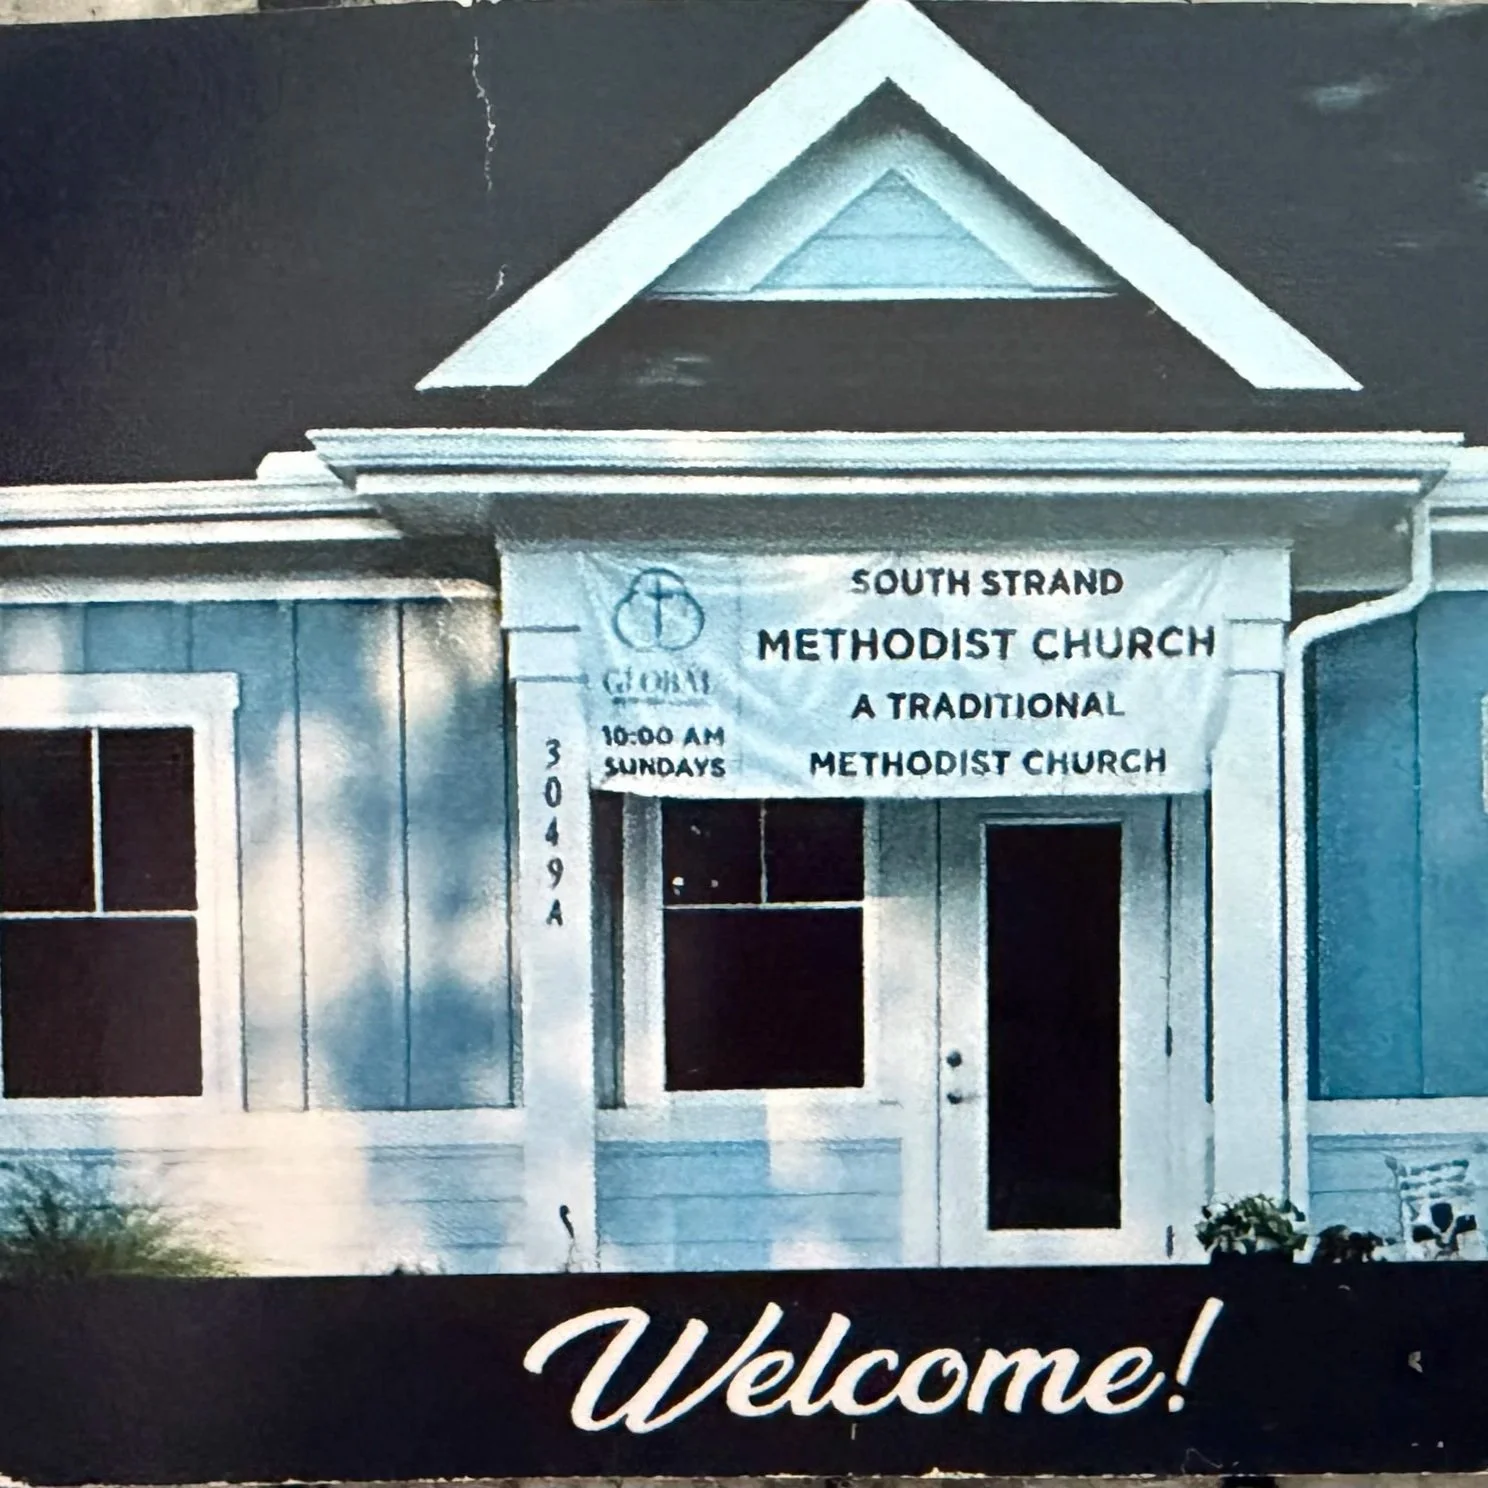 SOUTH STRAND
METHODIST CHURCH
A TRADITIONAL
METHODIST CHURCH
GLOBAL
10:00 AM
SUNDAYS
3049A
Welcome!